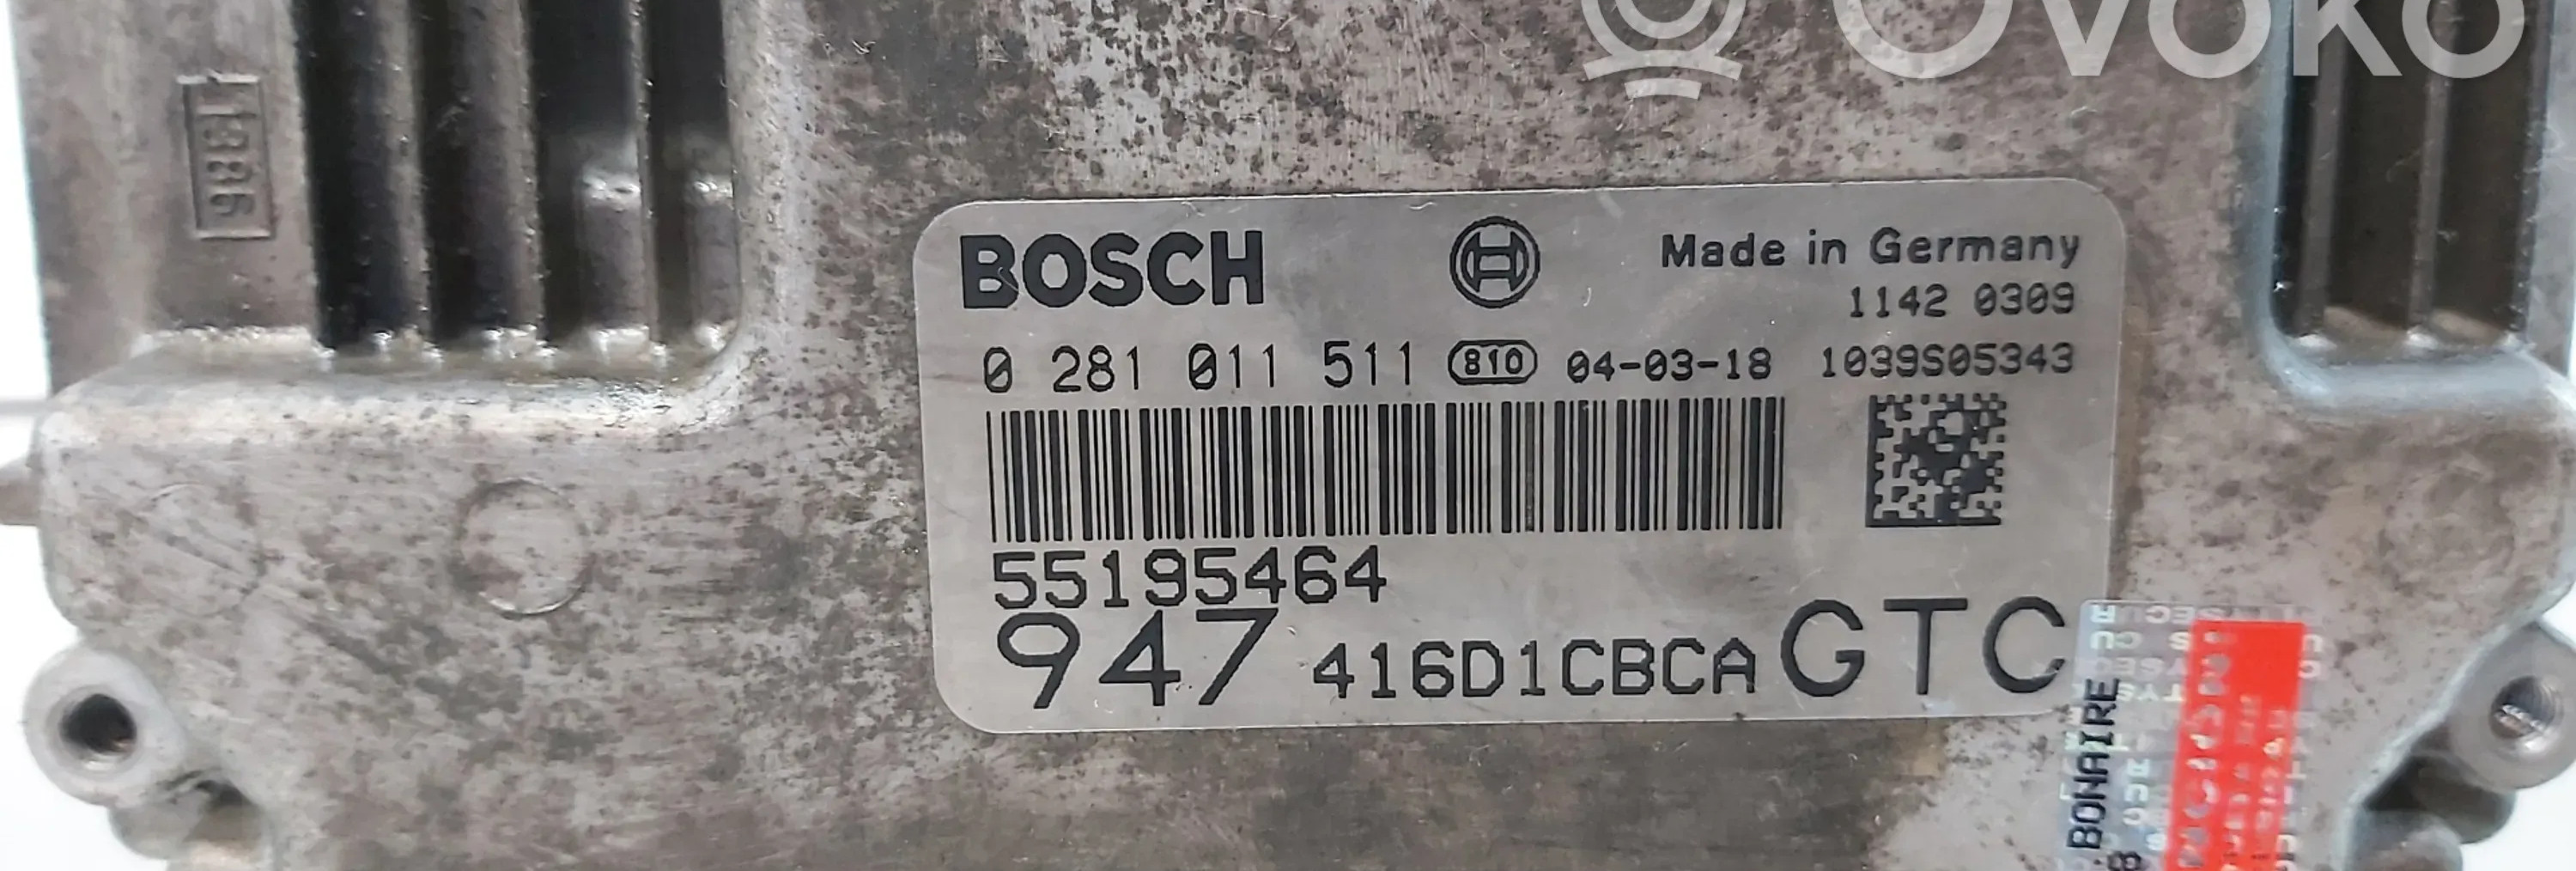 Ovoko
1386
BOSCH
Made in Germany
1142 0309
0 281 011 511 810 04-03-18 1039S05343
55195464
947 416D1CBCA GTC
BONAIRE